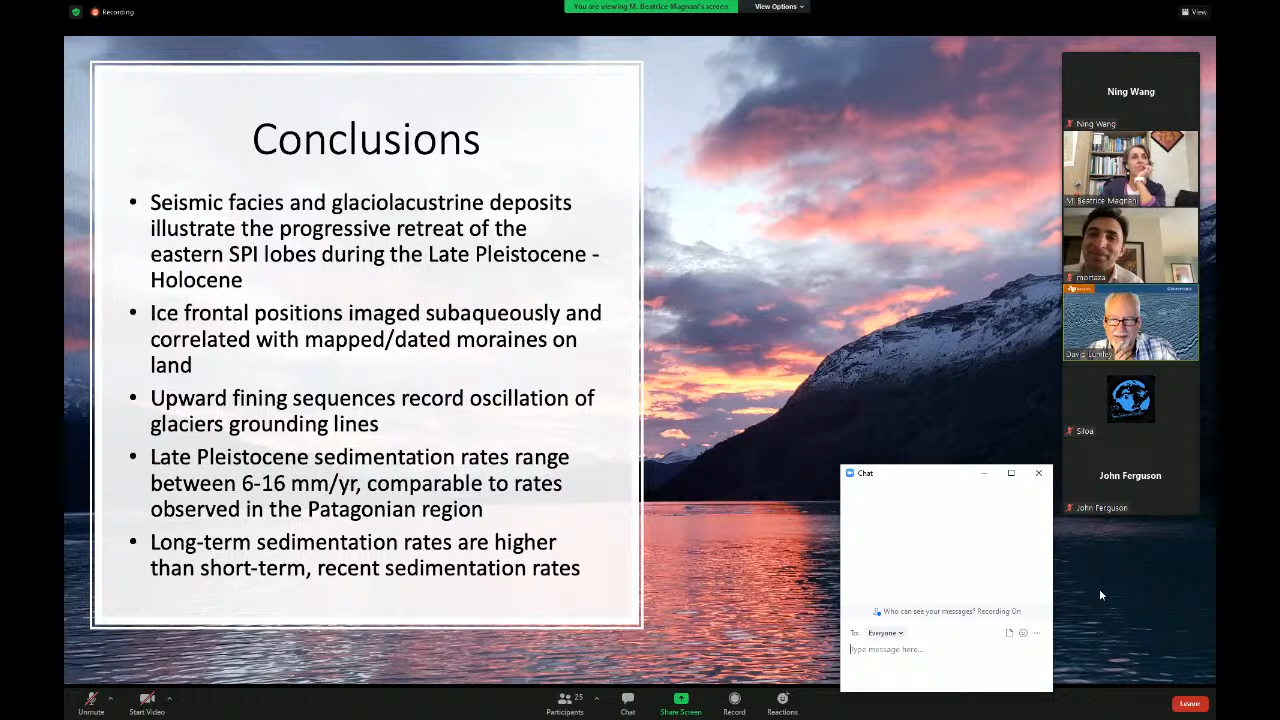 Recording
You are viewing M. Beatrice Magnani's screen
View Options
View
Conclusions
• Seismic facies and glaciolacustrine deposits
illustrate the progressive retreat of the
eastern SPI lobes during the Late Pleistocene -
Holocene
• Ice frontal positions imaged subaqueously and
correlated with mapped/dated moraines on
land
• Upward fining sequences record oscillation of
glaciers grounding lines
• Late Pleistocene sedimentation rates range
between 6-16 mm/yr, comparable to rates
observed in the Patagonian region
• Long-term sedimentation rates are higher
than short-term, recent sedimentation rates
Ning Wang
Ning Wang
M. Beatrice Magnani
mortaza
David Lumley
Siloa
John Ferguson
John Ferguson
Chat
Who can see your messages? Recording On
To: Everyone
Type message here...
Unmute
Start Video
25
Participants
Chat
Share Screen
Record
Reactions
Leave